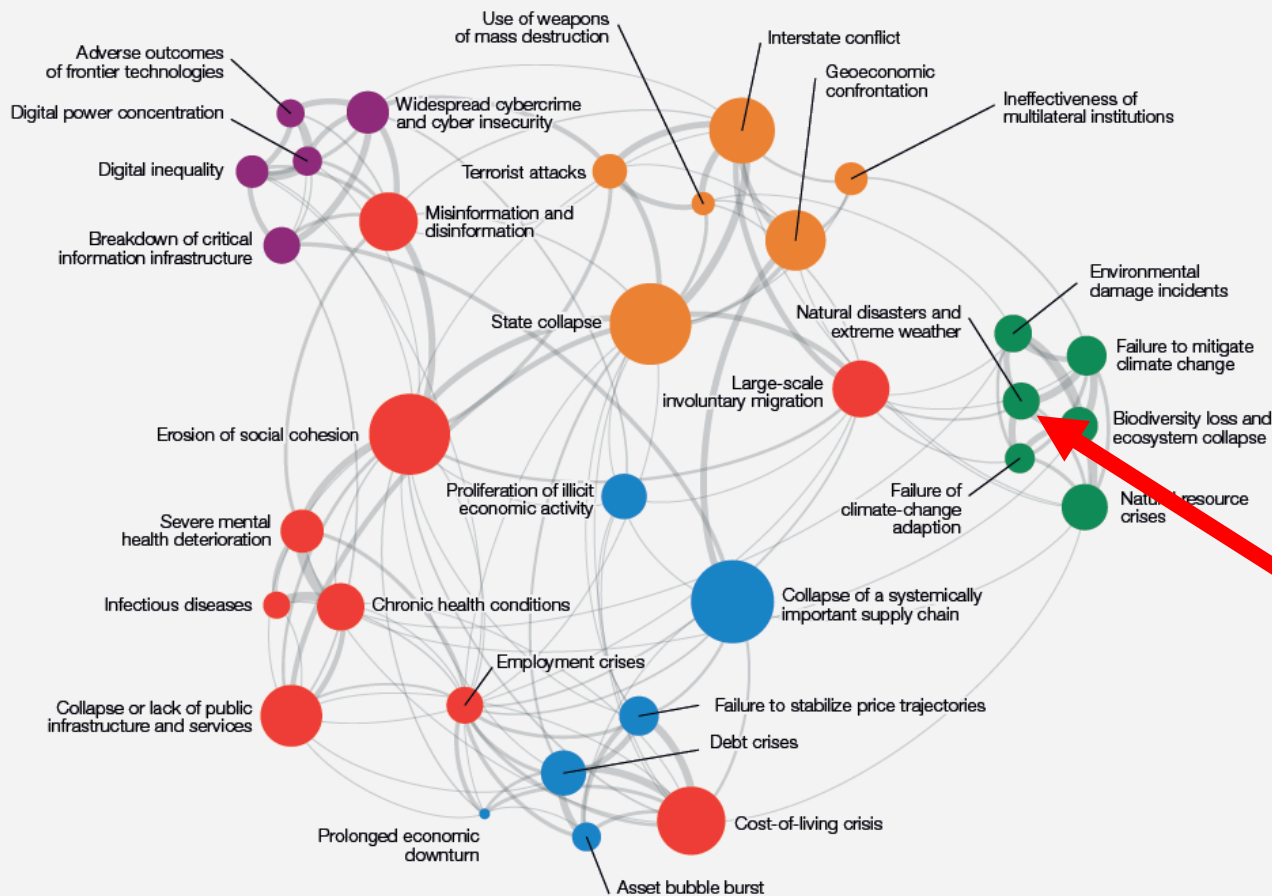 Use of weapons
of mass destruction
Interstate conflict
Adverse outcomes
of frontier technologies
Geoeconomic
confrontation
Ineffectiveness of
multilateral institutions
Digital power concentration
Widespread cybercrime
and cyber insecurity
Digital inequality
Terrorist attacks
Misinformation and
disinformation
Breakdown of critical
information infrastructure
Environmental
damage incidents
Natural disasters and
extreme weather
State collapse
Failure to mitigate
climate change
Large-scale
involuntary migration
Biodiversity loss and
ecosystem collapse
Erosion of social cohesion
Proliferation of illicit
economic activity
Failure of
climate-change
adaption
Natural resource
crises
Severe mental
health deterioration
Infectious diseases
Chronic health conditions
Collapse of a systemically
important supply chain
Employment crises
Collapse or lack of public
infrastructure and services
Failure to stabilize price trajectories
Debt crises
Cost-of-living crisis
Prolonged economic
downturn
Asset bubble burst